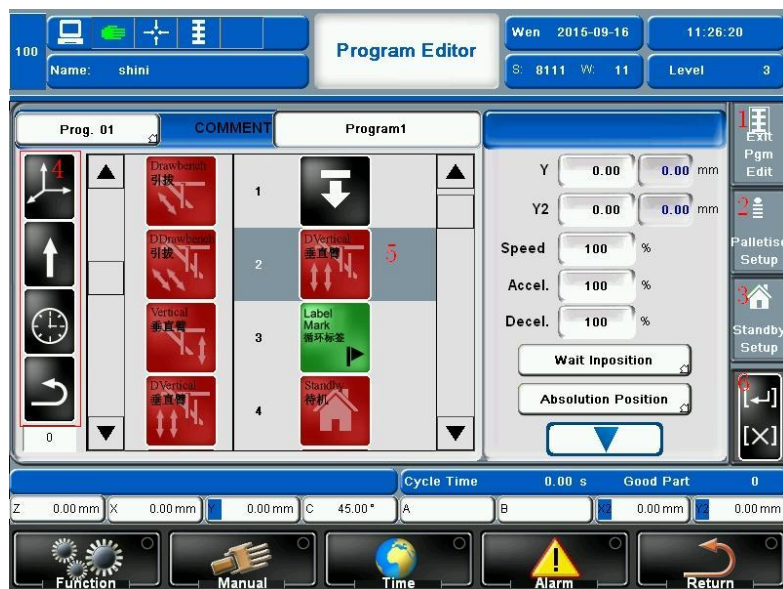 100
Name: shini
Program Editor
Wen 2015-09-16
11:26:20
S: 8111 W: 11
Level 3
Prog. 01
COMMENT
Program1
4
0
Drawbench
引拔
DDrawbench
引拔
Vertical
垂直臂
DVertical
垂直臂
1
2
DVertical
垂直臂
5
3
Label
Mark
循环标签
4
Standby
待机
Y 0.00 0.00 mm
Y2 0.00 0.00 mm
Speed 100 %
Accel. 100 %
Decel. 100 %
Wait Inposition
Absolution Position
1
Exit
Pgm
Edit
2
Palletise
Setup
3
Standby
Setup
6
[X]
Cycle Time 0.00 s Good Part 0
Z 0.00 mm X 0.00 mm Y 0.00 mm C 45.00 ° A B X2 0.00 mm Y2 0.00 mm
Function
Manual
Time
Alarm
Return